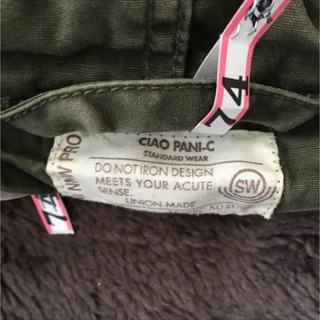 CIAO PANI-C
STANDARD WEAR
DO NOT IRON DESIGN
MEETS YOUR ACUTE
SENSE.
UNION MADE
SW
74
74